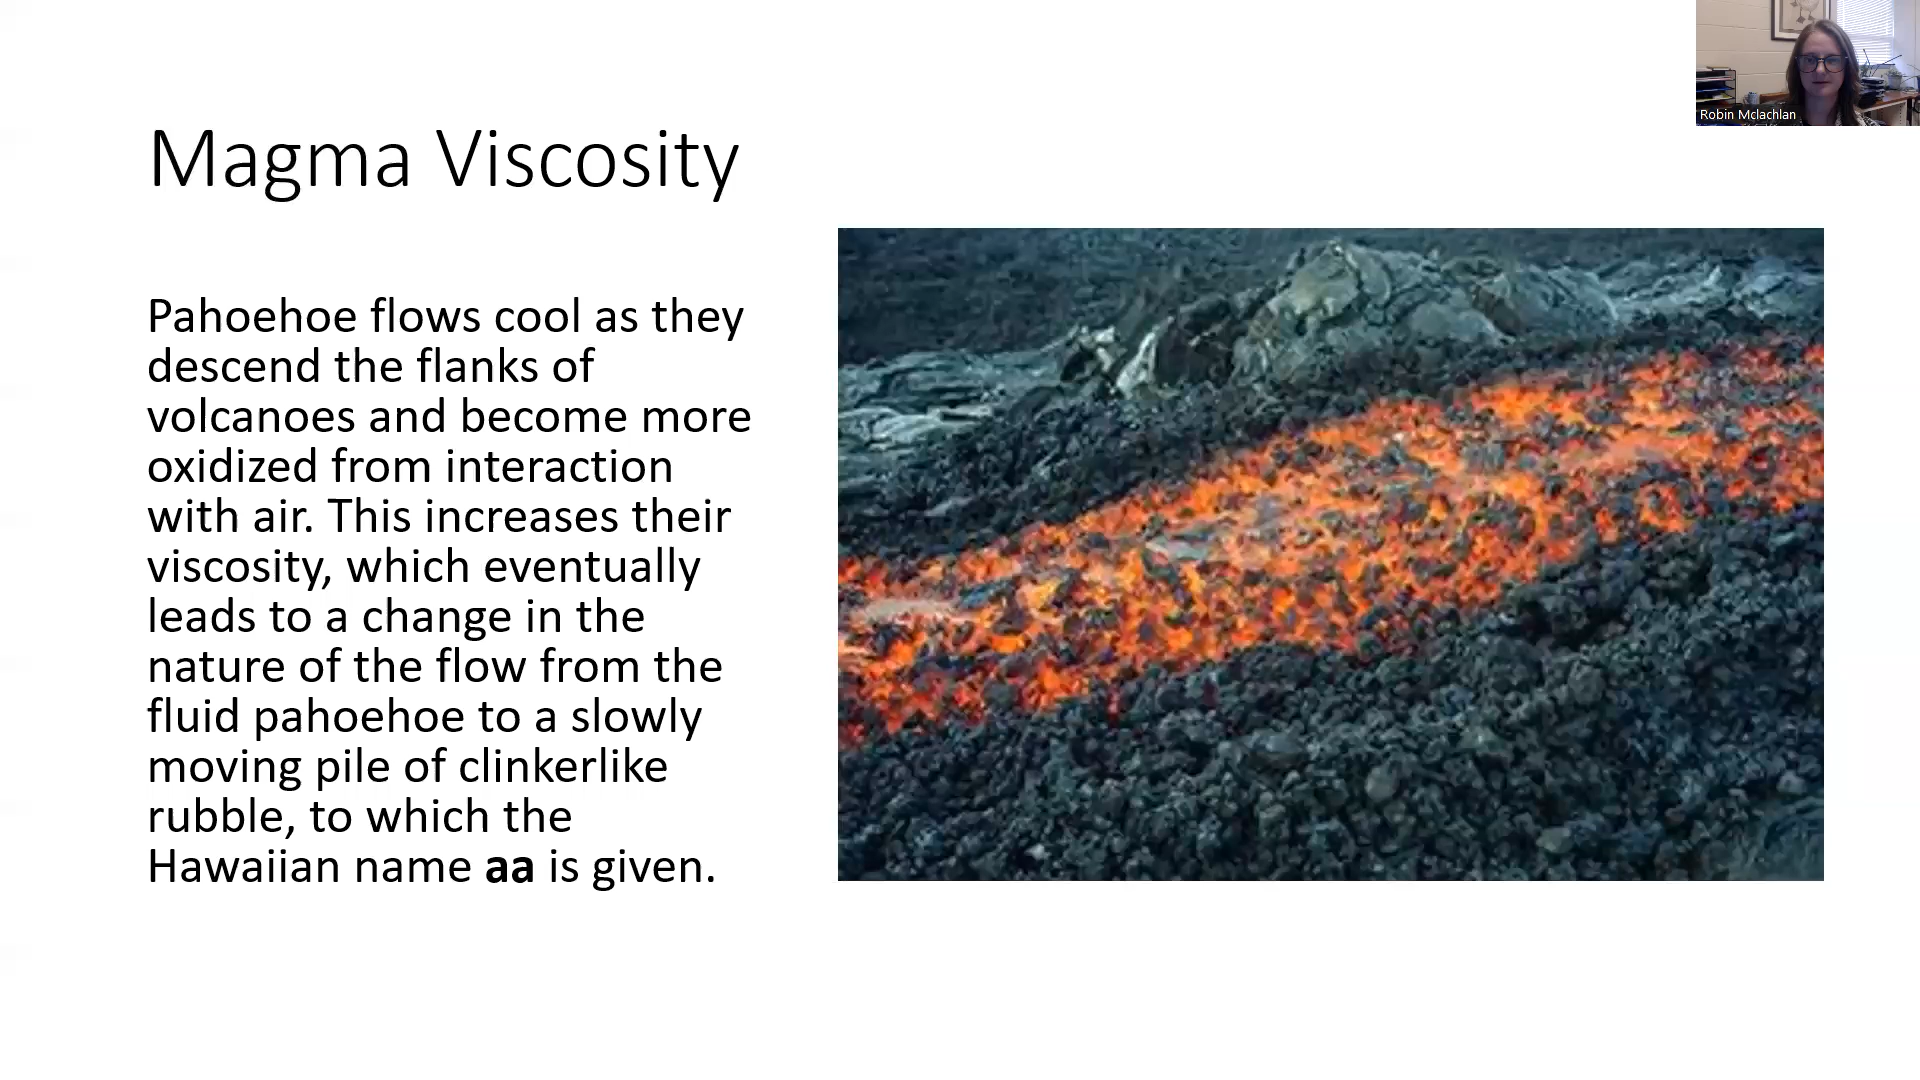 Robin Mclachlan
Magma Viscosity
Pahoehoe flows cool as they
descend the flanks of
volcanoes and become more
oxidized from interaction
with air. This increases their
viscosity, which eventually
leads to a change in the
nature of the flow from the
fluid pahoehoe to a slowly
moving pile of clinkerlike
rubble, to which the
Hawaiian name aa is given.